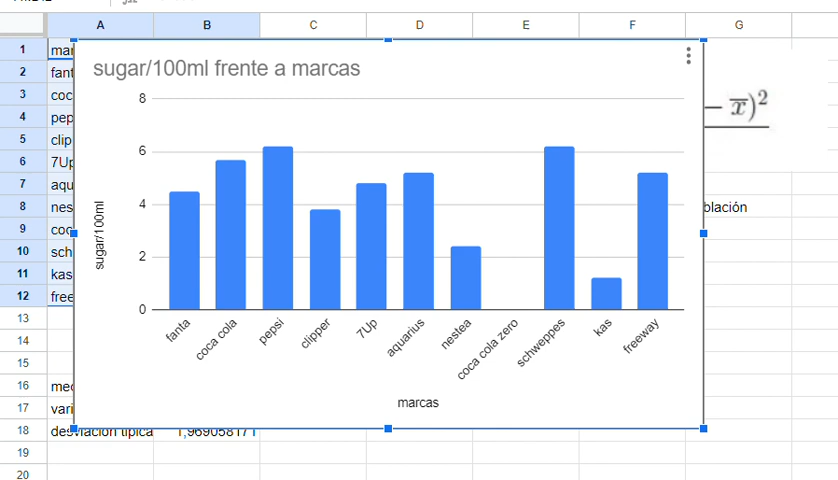 A B C D E F G
1 mar
2 fant
3 coc
4 pep
5 clip
6 7Up
7 aqu
8 nes blación
9 coc
10 sch
11 kas
12 free
13
14
15
16 med
17 vari
18 desviación típica 1,969058171
19
20
sugar/100ml frente a marcas
8
6
4
2
0
sugar/100ml
fanta
coca cola
pepsi
clipper
7Up
aquarius
nestea
coca cola zero
schweppes
kas
freeway
marcas
− x̅)²